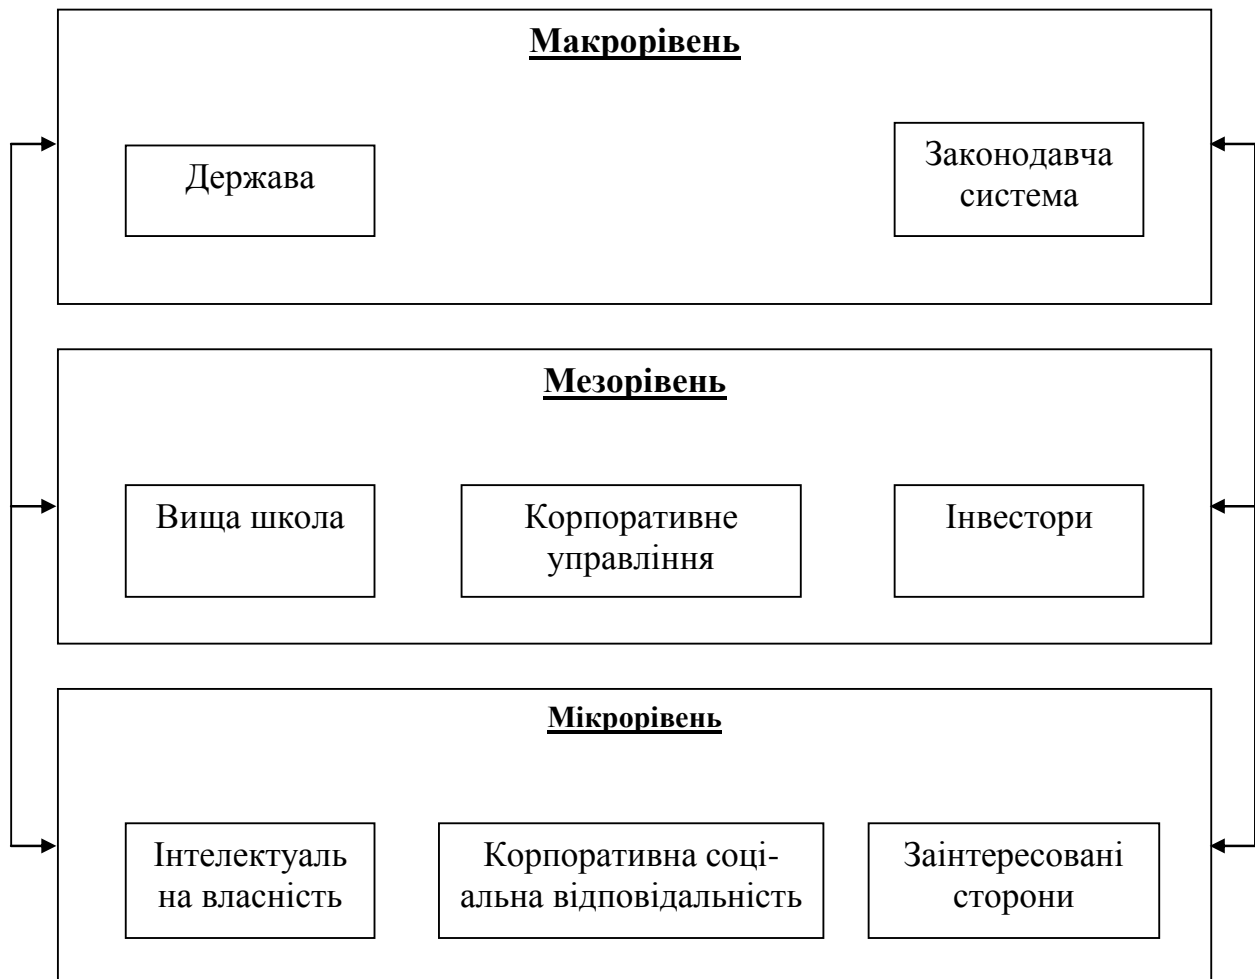 Макрорівень
Держава
Законодавча
система
Мезорівень
Вища школа
Корпоративне
управління
Інвестори
Мікрорівень
Інтелектуаль
на власність
Корпоративна соці-
альна відповідальність
Заінтересовані
сторони